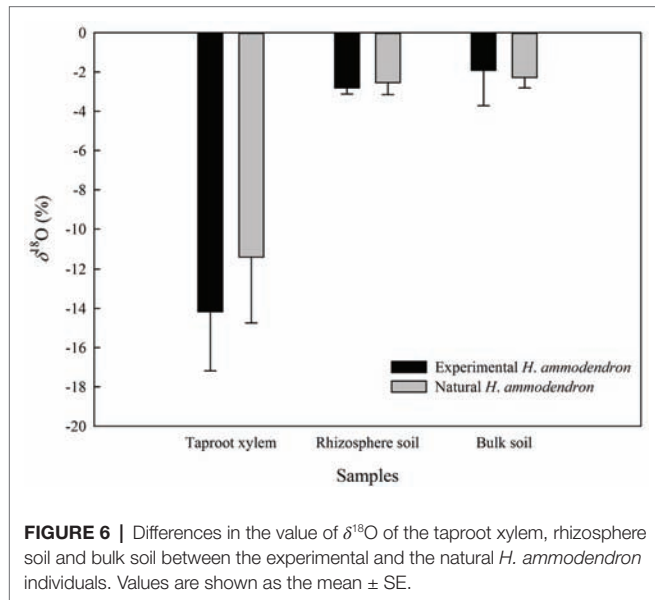 0
-2
-4
-6
-8
-10
-12
-14
-16
-18
-20
δ¹⁸O (%)
Experimental H. ammodendron
Natural H. ammodendron
Taproot xylem Rhizosphere soil Bulk soil
Samples
FIGURE 6 | Differences in the value of δ¹⁸O of the taproot xylem, rhizosphere
soil and bulk soil between the experimental and the natural H. ammodendron
individuals. Values are shown as the mean ± SE.